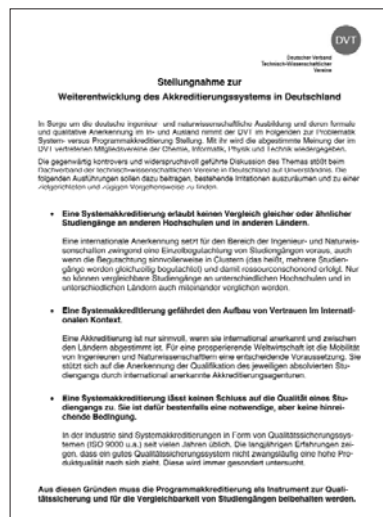 DVT
Deutscher Verband
Technisch-Wissenschaftlicher
Vereine
Stellungnahme zur
Weiterentwicklung des Akkreditierungssystems in Deutschland
In Sorge um die deutsche ingenieur- und naturwissenschaftliche Ausbildung und deren formale
und qualitative Anerkennung im In- und Ausland nimmt der DVT im Folgenden zur Problematik
System- versus Programmakkreditierung Stellung. Mit ihr wird die abgestimmte Meinung der im
DVT vertretenen Mitgliedsvereine der Chemie, Informatik, Physik und Technik wiedergegeben.
Die gegenwärtig kontrovers und widerspruchsvoll geführte Diskussion des Themas stößt beim
Dachverband der technisch-wissenschaftlichen Vereine in Deutschland auf Unverständnis. Die
folgenden Ausführungen sollen dazu beitragen, bestehende Irritationen auszuräumen und zu einer
zielgerichteten und zügigen Vorgehensweise zu finden.
• Eine Systemakkreditierung erlaubt keinen Vergleich gleicher oder ähnlicher
Studiengänge an anderen Hochschulen und in anderen Ländern.
Eine internationale Anerkennung setzt für den Bereich der Ingenieur- und Naturwis-
senschaften zwingend eine Einzelbegutachtung von Studiengängen voraus, auch
wenn die Begutachtung sinnvollerweise in Clustern (das heißt, mehrere Studien-
gänge werden gleichzeitig begutachtet) und damit ressourcenschonend erfolgt. Nur
so können vergleichbare Studiengänge an unterschiedlichen Hochschulen und in
unterschiedlichen Ländern auch miteinander verglichen werden.
• Eine Systemakkreditierung gefährdet den Aufbau von Vertrauen im Internati-
onalen Kontext.
Eine Akkreditierung ist nur sinnvoll, wenn sie international anerkannt und zwischen
den Ländern abgestimmt ist. Für eine prosperierende Weltwirtschaft ist die Mobilität
von Ingenieuren und Naturwissenschaftlern eine entscheidende Voraussetzung. Sie
stützt sich auf die Anerkennung der Qualifikation des jeweiligen absolvierten Stu-
diengangs durch international anerkannte Akkreditierungsagenturen.
• Eine Systemakkreditierung lässt keinen Schluss auf die Qualität eines Stu-
diengangs zu. Sie ist dafür bestenfalls eine notwendige, aber keine hinrei-
chende Bedingung.
In der Industrie sind Systemakkreditierungen in Form von Qualitätssicherungssys-
temen (ISO 9000 u.a.) seit vielen Jahren üblich. Die langjährigen Erfahrungen zei-
gen, dass ein gutes Qualitätssicherungssystem nicht zwangsläufig eine hohe Pro-
duktqualität nach sich zieht. Diese wird immer gesondert untersucht.
Aus diesen Gründen muss die Programmakkreditierung als Instrument zur Quali-
tätssicherung und für die Vergleichbarkeit von Studiengängen beibehalten werden.